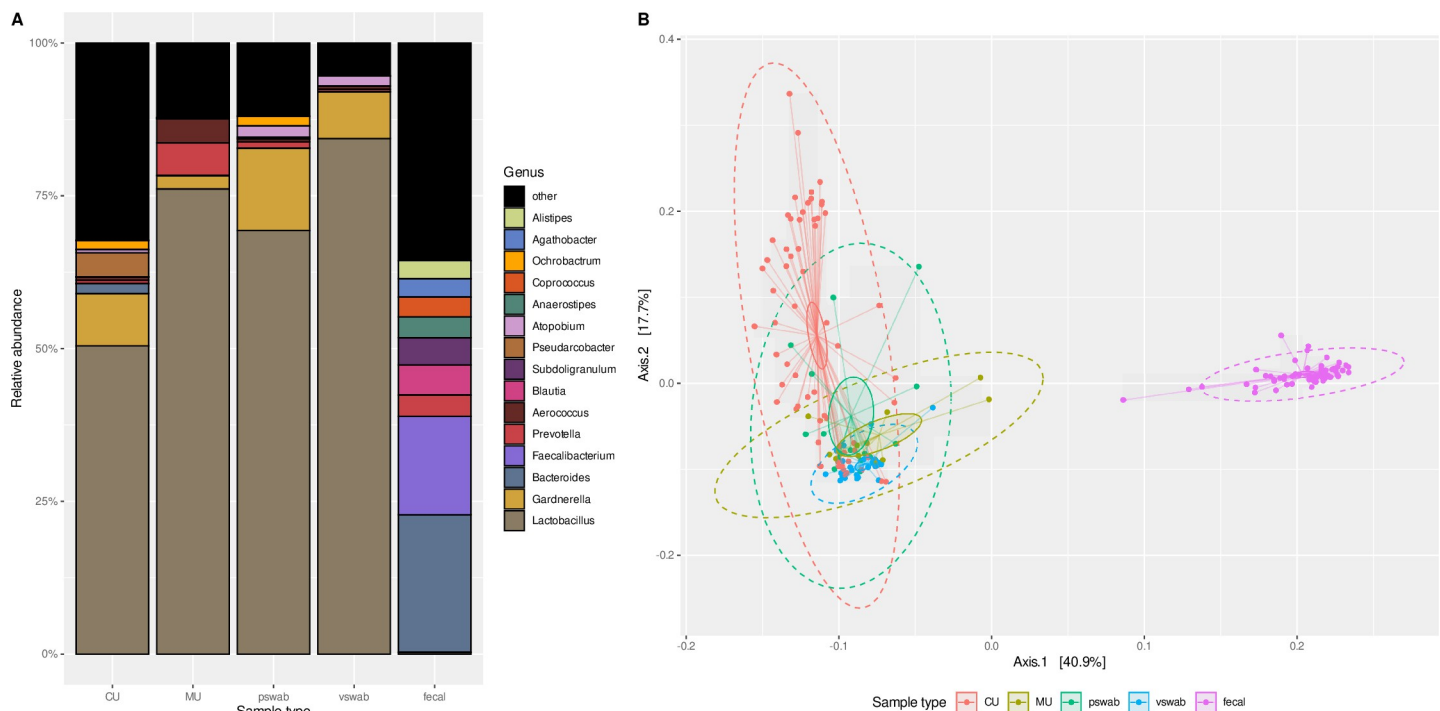 A
100%
75%
50%
25%
0%
Relative abundance
CU MU pswab vswab fecal
Sample type
Genus
other
Alistipes
Agathobacter
Ochrobactrum
Coprococcus
Anaerostipes
Atopobium
Pseudarcobacter
Subdoligranulum
Blautia
Aerococcus
Prevotella
Faecalibacterium
Bacteroides
Gardnerella
Lactobacillus
B
0.4
0.2
0.0
-0.2
Axis.2 [17.7%]
-0.2 -0.1 0.0 0.1 0.2
Axis.1 [40.9%]
Sample type CU MU pswab vswab fecal